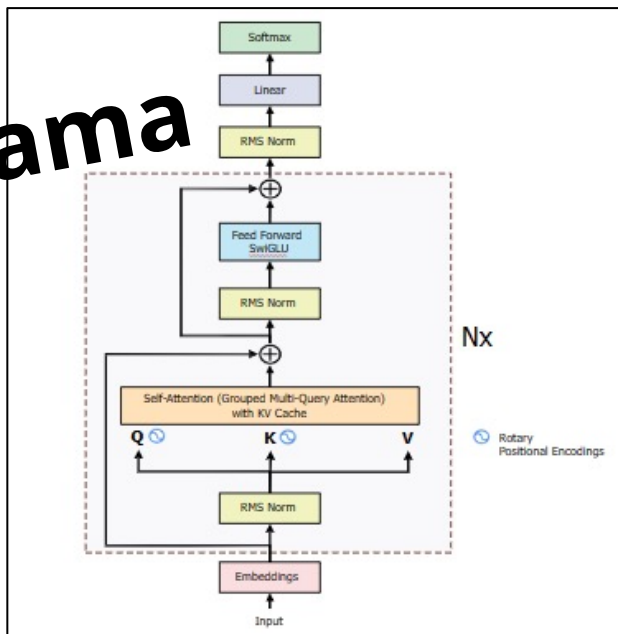 Softmax
Linear
ama
RMS Norm
Feed Forward
SwiGLU
RMS Norm
Nx
Self-Attention (Grouped Multi-Query Attention)
with KV Cache
Q K V
Rotary
Positional Encodings
RMS Norm
Embeddings
Input